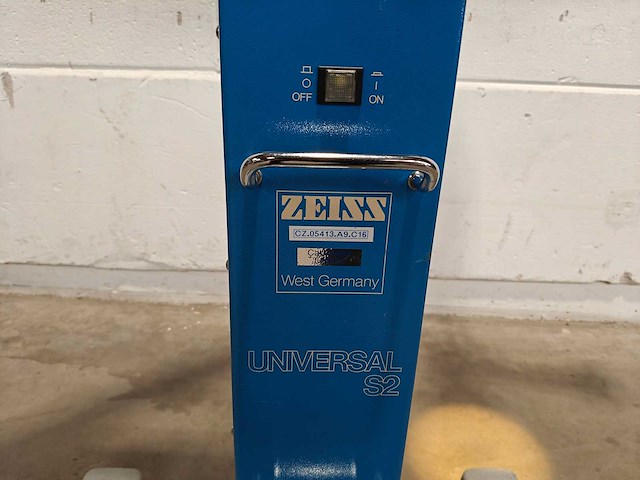 O I
OFF ON
ZEISS
CZ.05413.A9.C16
West Germany
UNIVERSAL
S2